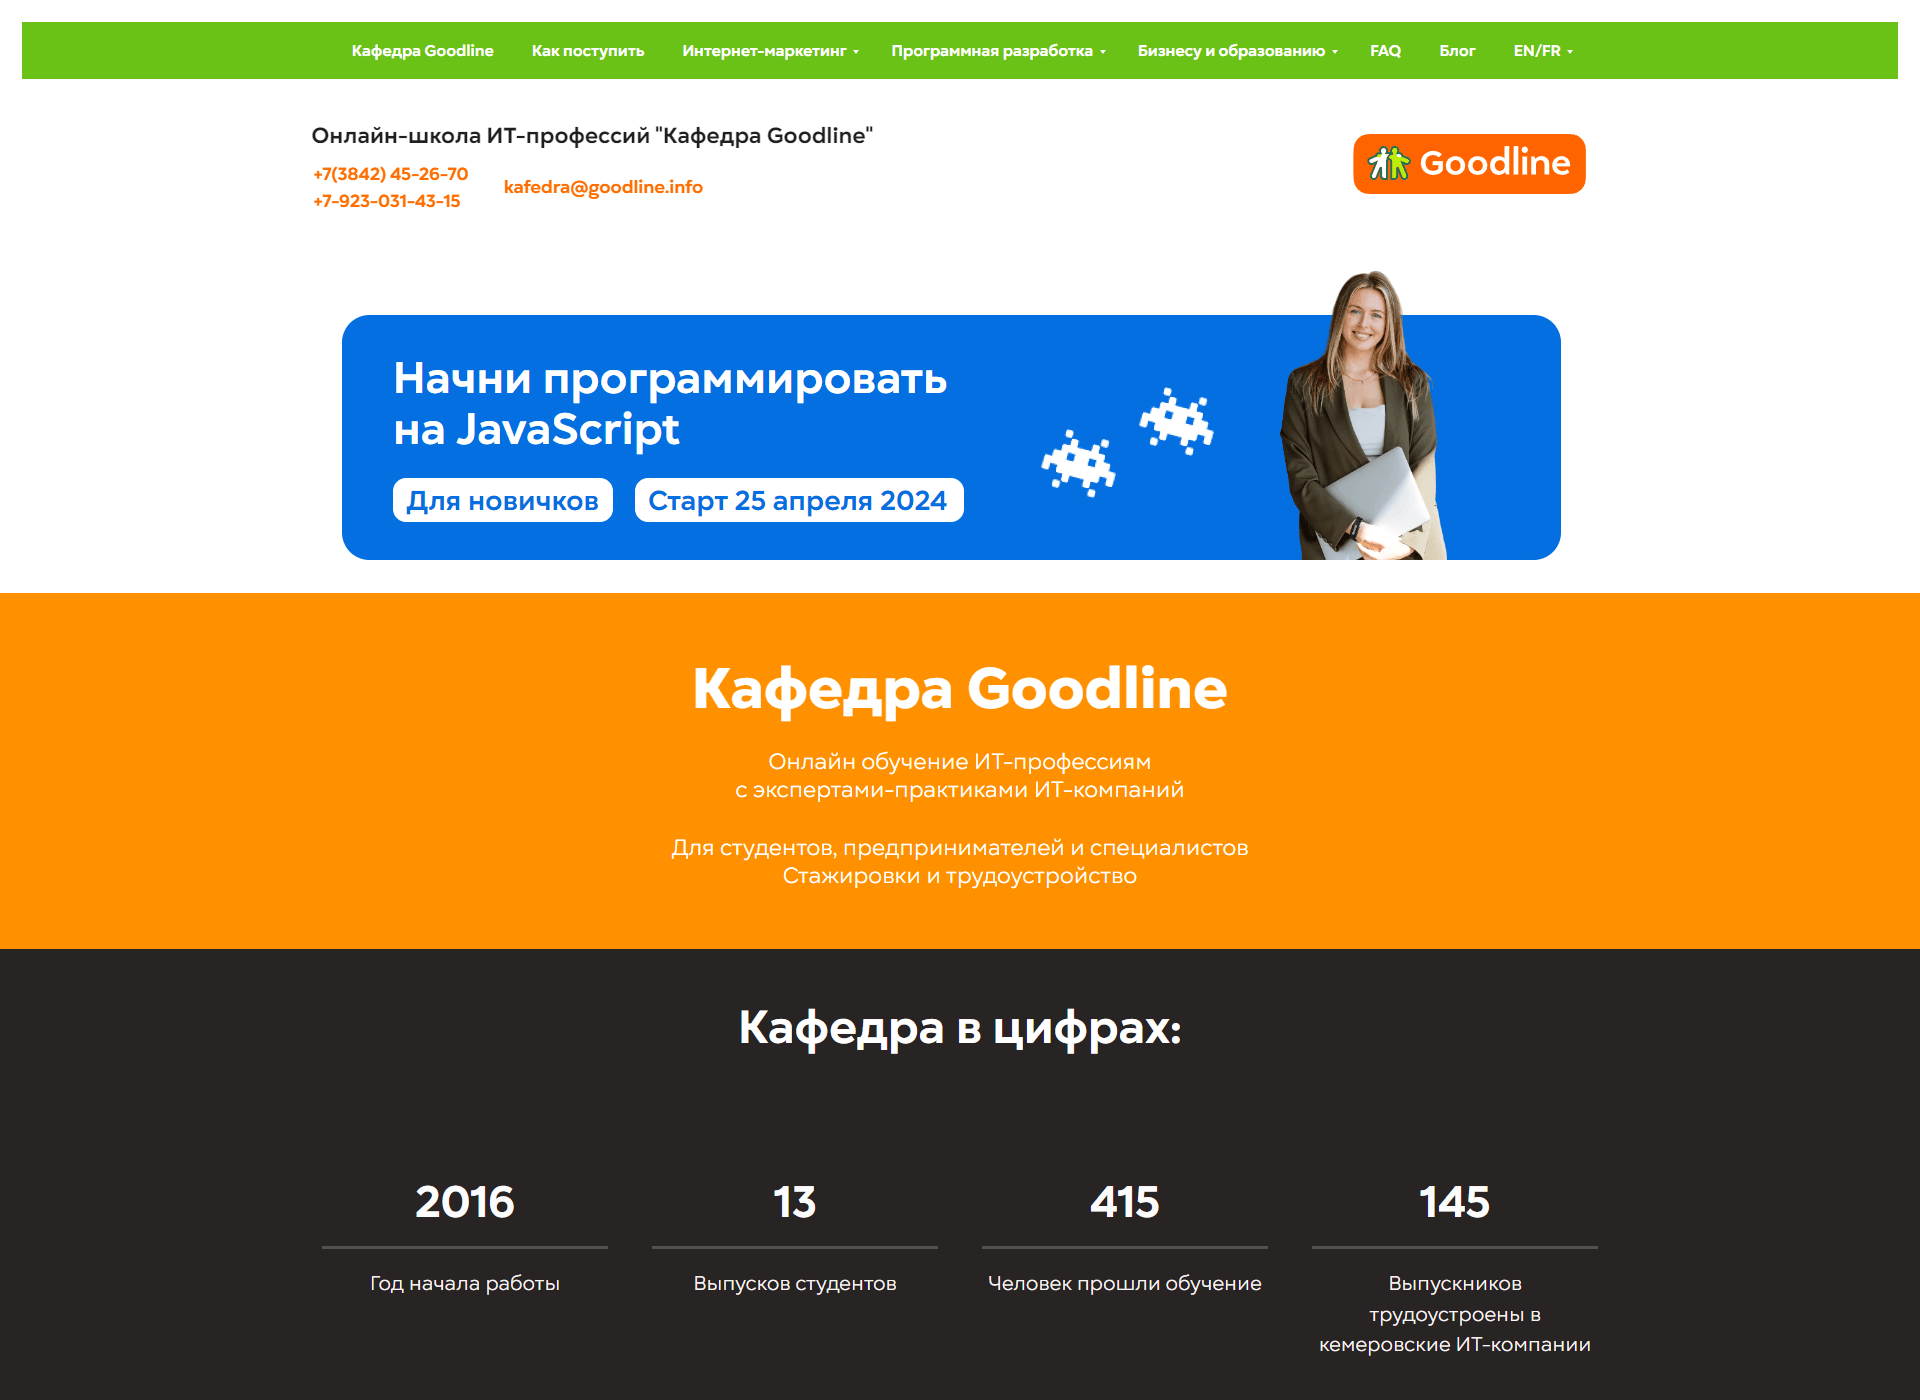 Кафедра Goodline Как поступить Интернет-маркетинг Программная разработка Бизнесу и образованию FAQ Блог EN/FR
Онлайн-школа ИТ-профессий "Кафедра Goodline"
+7(3842) 45-26-70
+7-923-031-43-15
kafedra@goodline.info
Goodline
Начни программировать
на JavaScript
Для новичков Старт 25 апреля 2024
Кафедра Goodline
Онлайн обучение ИТ-профессиям
с экспертами-практиками ИТ-компаний
Для студентов, предпринимателей и специалистов
Стажировки и трудоустройство
Кафедра в цифрах:
2016
Год начала работы
13
Выпусков студентов
415
Человек прошли обучение
145
Выпускников
трудоустроены в
кемеровские ИТ-компании